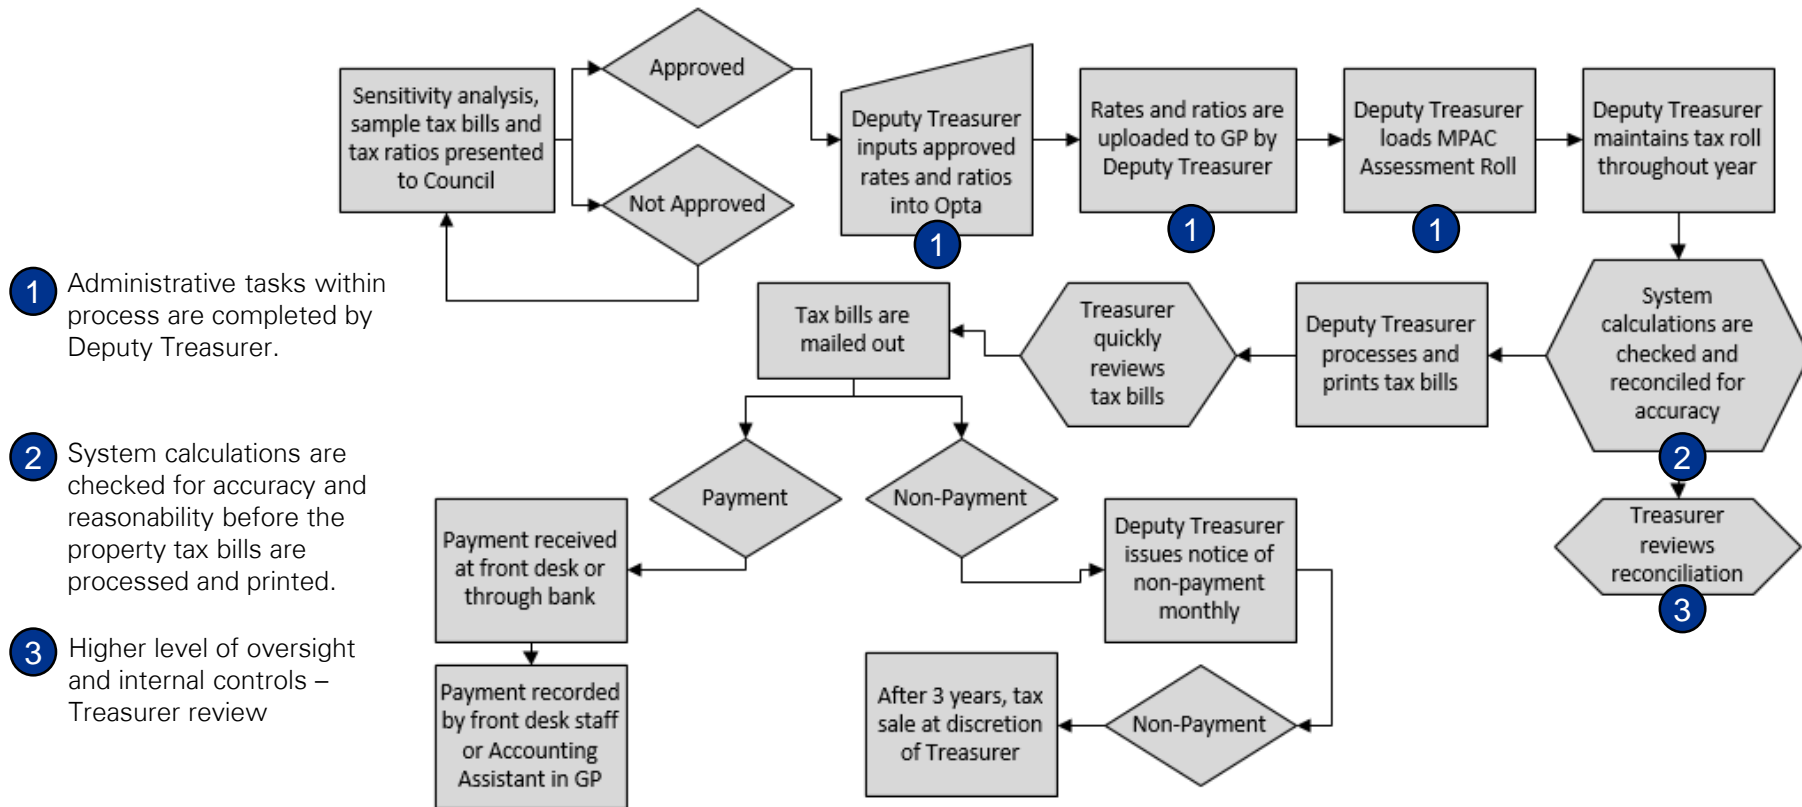 Sensitivity analysis,
sample tax bills and
tax ratios presented
to Council
Approved
Not Approved
Deputy Treasurer
inputs approved
rates and ratios
into Opta
1
Rates and ratios are
uploaded to GP by
Deputy Treasurer
1
Deputy Treasurer
loads MPAC
Assessment Roll
1
Deputy Treasurer
maintains tax roll
throughout year
System
calculations are
checked and
reconciled for
accuracy
2
Treasurer
reviews
reconciliation
3
Deputy Treasurer
processes and
prints tax bills
Treasurer
quickly
reviews
tax bills
Tax bills are
mailed out
Payment
Non-Payment
Payment received
at front desk or
through bank
Payment recorded
by front desk staff
or Accounting
Assistant in GP
Deputy Treasurer
issues notice of
non-payment
monthly
Non-Payment
After 3 years, tax
sale at discretion
of Treasurer
1
Administrative tasks within
process are completed by
Deputy Treasurer.
2
System calculations are
checked for accuracy and
reasonability before the
property tax bills are
processed and printed.
3
Higher level of oversight
and internal controls –
Treasurer review